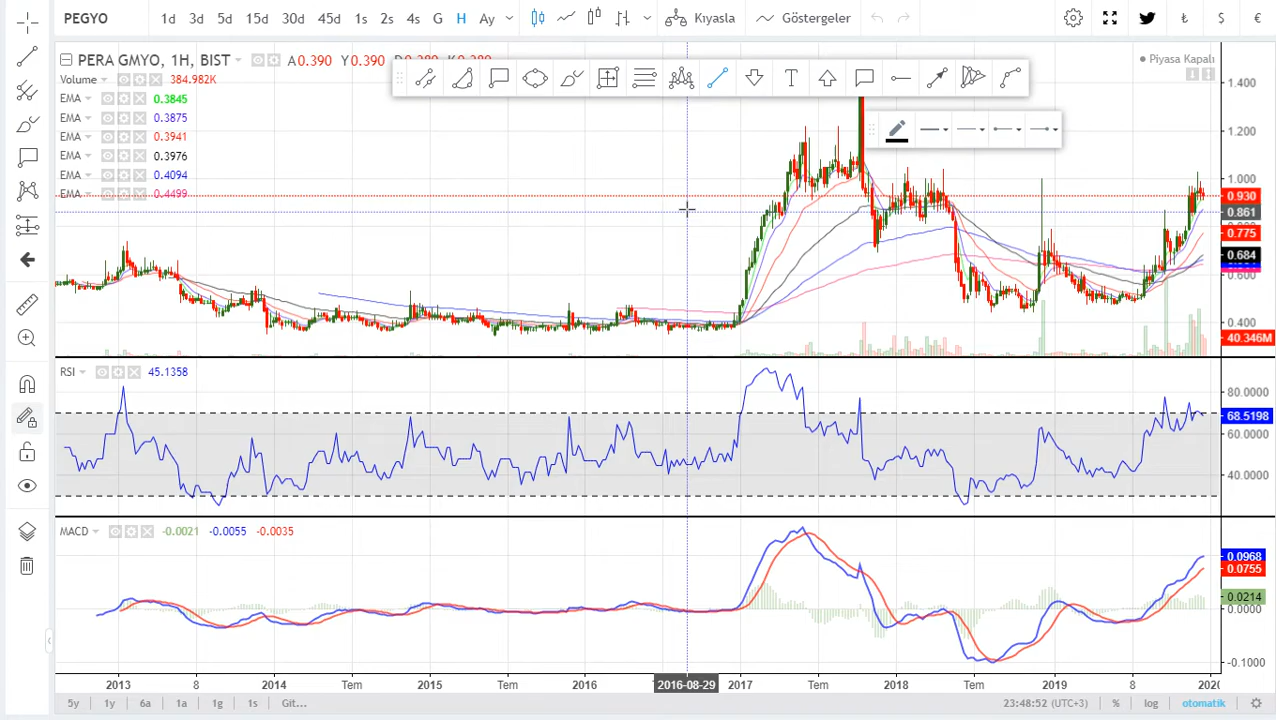 PEGYO 1d 3d 5d 15d 30d 45d 1s 2s 4s G H Ay Kıyasla Göstergeler ₺ $ €
PERA GMYO, 1H, BIST A0.390 Y0.390 D0.380 K0.389
Piyasa Kapalı
Volume 384.982K
EMA 0.3845
EMA 0.3875
EMA 0.3941
EMA 0.3976
EMA 0.4094
EMA 0.4499
1.400
1.200
1.000
0.930
0.861
0.775
0.684
0.600
0.400
40.346M
RSI 45.1358
80.0000
68.5198
60.0000
40.0000
MACD -0.0021 -0.0055 -0.0035
0.0968
0.0755
0.0214
0.0000
-0.1000
2013 8 2014 Tem 2015 Tem 2016 2016-08-29 2017 Tem 2018 Tem 2019 8 2020
5y 1y 6a 1a 1g 1s Git... 23:48:52 (UTC+3) % log otomatik